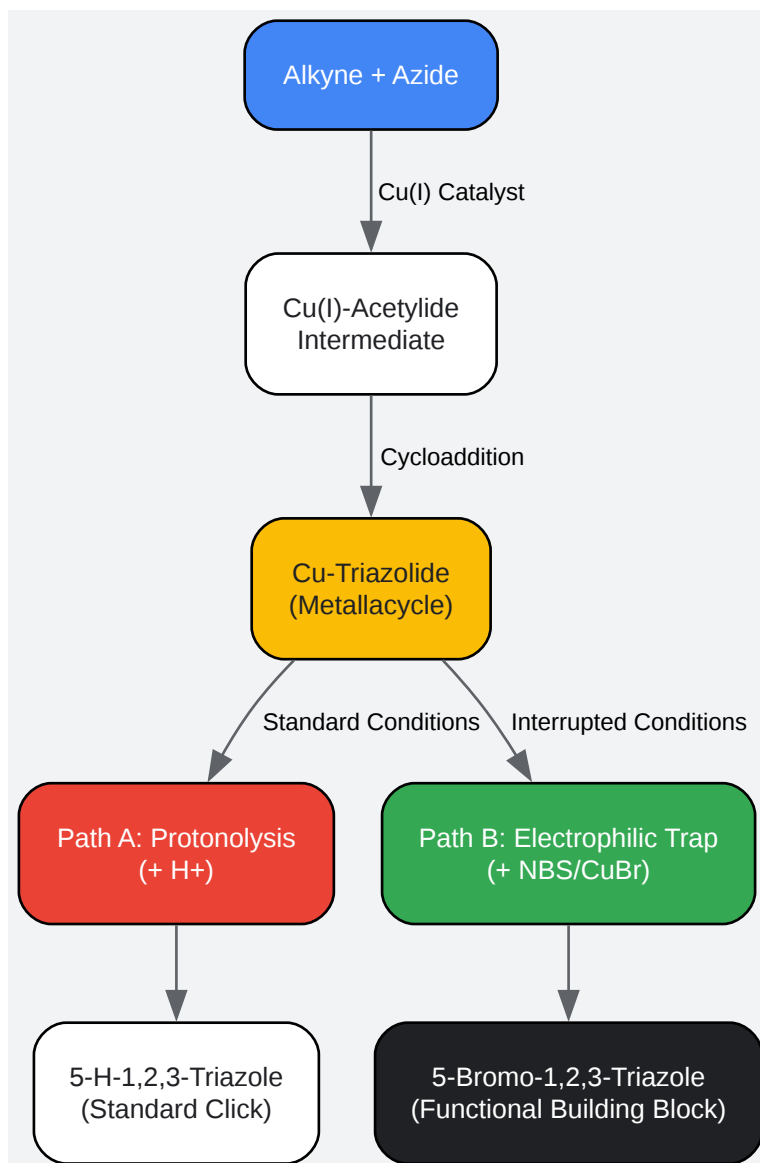 Alkyne + Azide
Cu(I) Catalyst
Cu(I)-Acetylide
Intermediate
Cycloaddition
Cu-Triazolide
(Metallacycle)
Standard Conditions
Interrupted Conditions
Path A: Protonolysis
(+ H+)
Path B: Electrophilic Trap
(+ NBS/CuBr)
5-H-1,2,3-Triazole
(Standard Click)
5-Bromo-1,2,3-Triazole
(Functional Building Block)